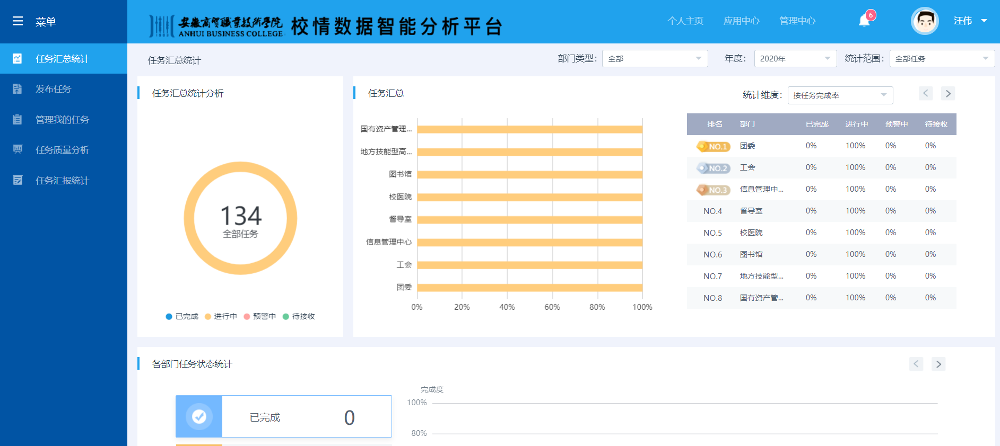 菜单
安徽商贸職業技術學院
ANHUI BUSINESS COLLEGE
校情数据智能分析平台
个人主页 应用中心 管理中心 6 汪伟
任务汇总统计
发布任务
管理我的任务
任务质量分析
任务汇报统计
任务汇总统计 部门类型： 全部 年度： 2020年 统计范围： 全部任务
任务汇总统计分析
134
全部任务
已完成 进行中 预警中 待接收
任务汇总 统计维度： 按任务完成率 < >
国有资产管理...
地方技能型高...
图书馆
校医院
督导室
信息管理中心
工会
团委
0% 20% 40% 60% 80% 100%
排名 部门 已完成 进行中 预警中 待接收
NO.1 团委 0% 100% 0% 0%
NO.2 工会 0% 100% 0% 0%
NO.3 信息管理中... 0% 100% 0% 0%
NO.4 督导室 0% 100% 0% 0%
NO.5 校医院 0% 100% 0% 0%
NO.6 图书馆 0% 100% 0% 0%
NO.7 地方技能型... 0% 100% 0% 0%
NO.8 国有资产管... 0% 100% 0% 0%
各部门任务状态统计 < >
已完成 0
完成度
100%
80%